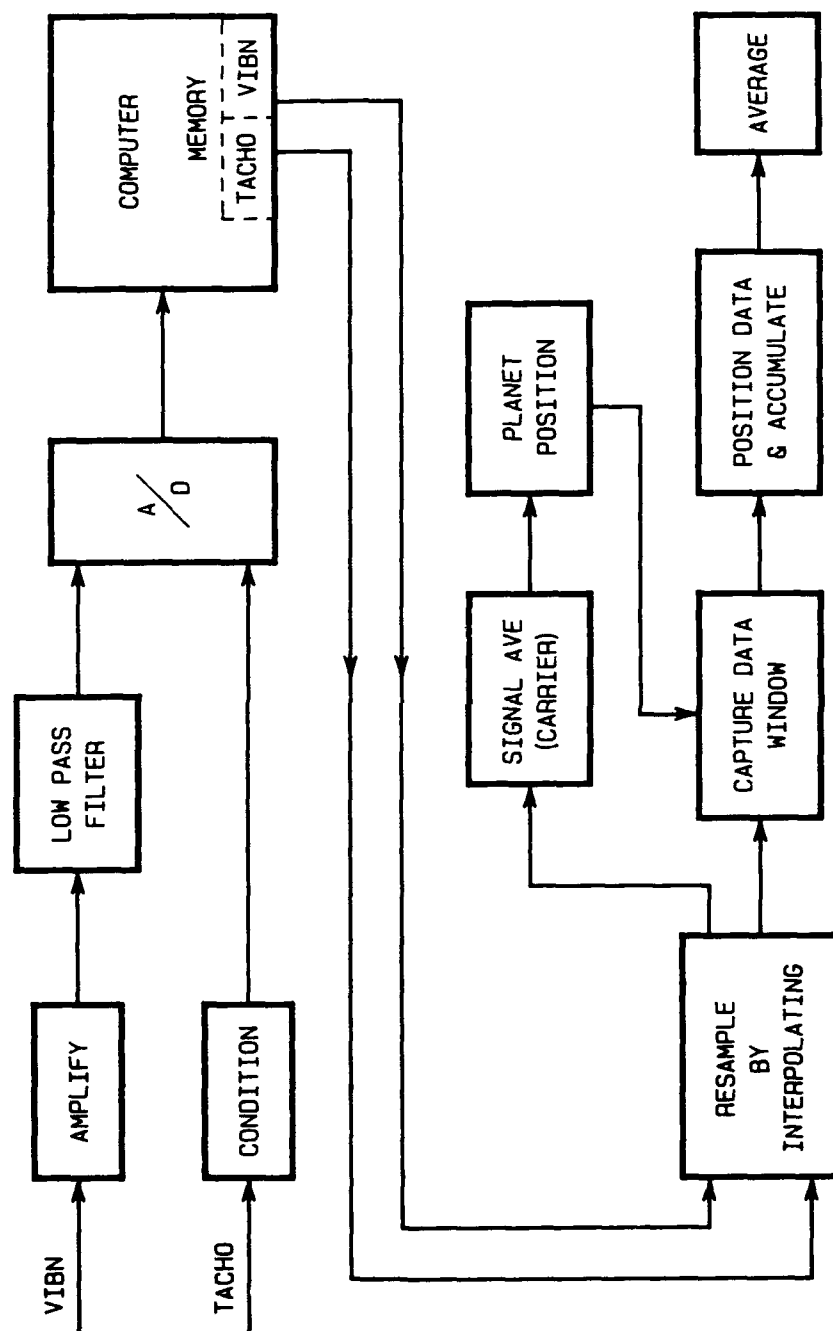 VIBN
AMPLIFY
LOW PASS
FILTER
A/D
COMPUTER
MEMORY
TACHO
VIBN
TACHO
CONDITION
RESAMPLE
BY
INTERPOLATING
SIGNAL AVE
(CARRIER)
PLANET
POSITION
CAPTURE DATA
WINDOW
POSITION DATA
& ACCUMULATE
AVERAGE